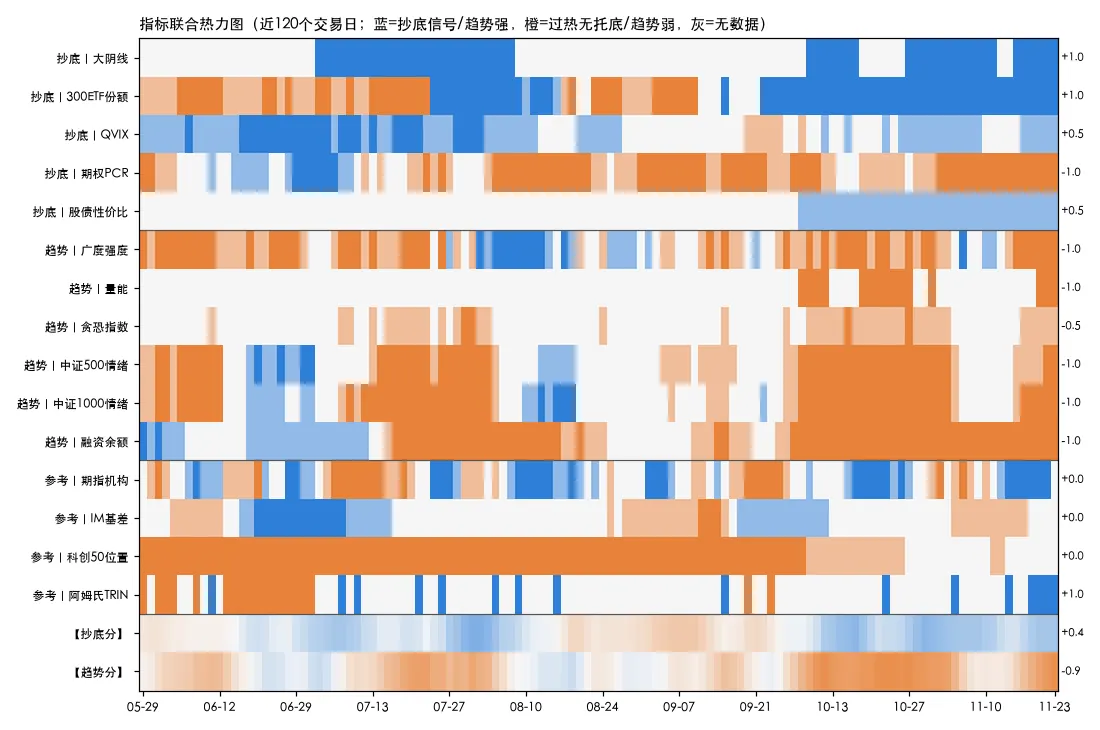 指标联合热力图（近120个交易日；蓝=抄底信号/趋势强，橙=过热无托底/趋势弱，灰=无数据）
抄底｜大阴线 +1.0
抄底｜300ETF份额 +1.0
抄底｜QVIX +0.5
抄底｜期权PCR -1.0
抄底｜股债性价比 +0.5
趋势｜广度强度 -1.0
趋势｜量能 -1.0
趋势｜贪恐指数 -0.5
趋势｜中证500情绪 -1.0
趋势｜中证1000情绪 -1.0
趋势｜融资余额 -1.0
参考｜期指机构 +0.0
参考｜IM基差 +0.0
参考｜科创50位置 +0.0
参考｜阿姆氏TRIN +1.0
【抄底分】 +0.4
【趋势分】 -0.9
05-29 06-12 06-29 07-13 07-27 08-10 08-24 09-07 09-21 10-13 10-27 11-10 11-23